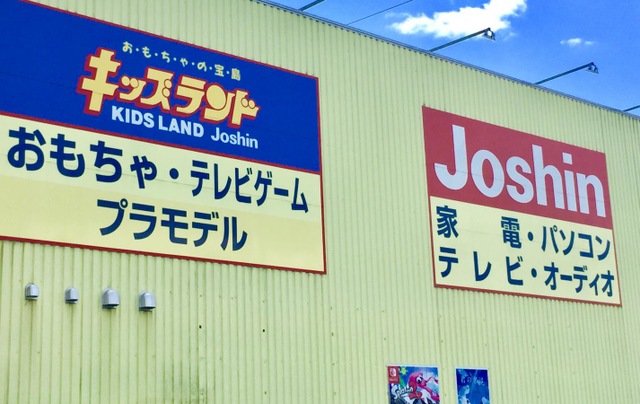 お・も・ちゃ・の・宝・島
キッズランド
KIDS LAND Joshin
おもちゃ・テレビゲーム
プラモデル
Joshin
家 電・パソコン
テレビ・オーディオ